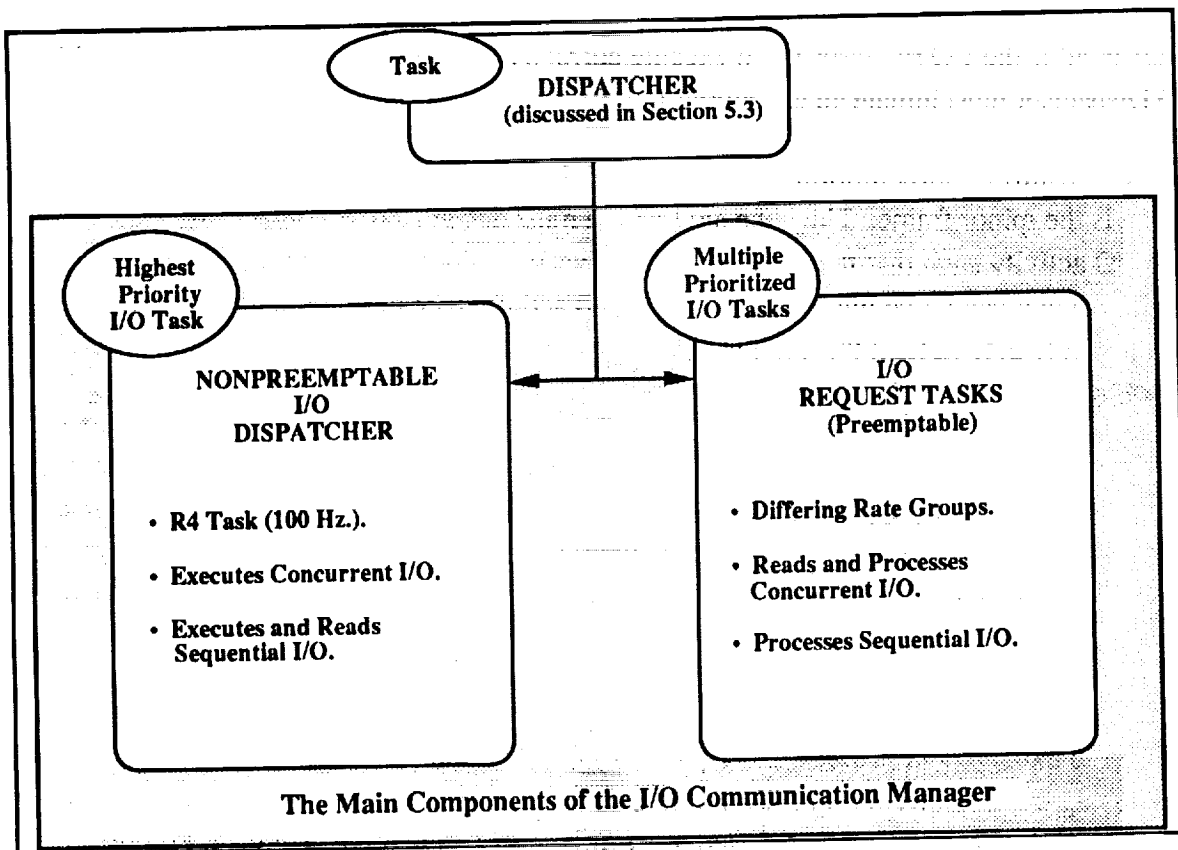 Task
DISPATCHER
(discussed in Section 5.3)
Highest
Priority
I/O Task
NONPREEMPTABLE
I/O
DISPATCHER
• R4 Task (100 Hz.).
• Executes Concurrent I/O.
• Executes and Reads
Sequential I/O.
Multiple
Prioritized
I/O Tasks
I/O
REQUEST TASKS
(Preemptable)
• Differing Rate Groups.
• Reads and Processes
Concurrent I/O.
• Processes Sequential I/O.
The Main Components of the I/O Communication Manager